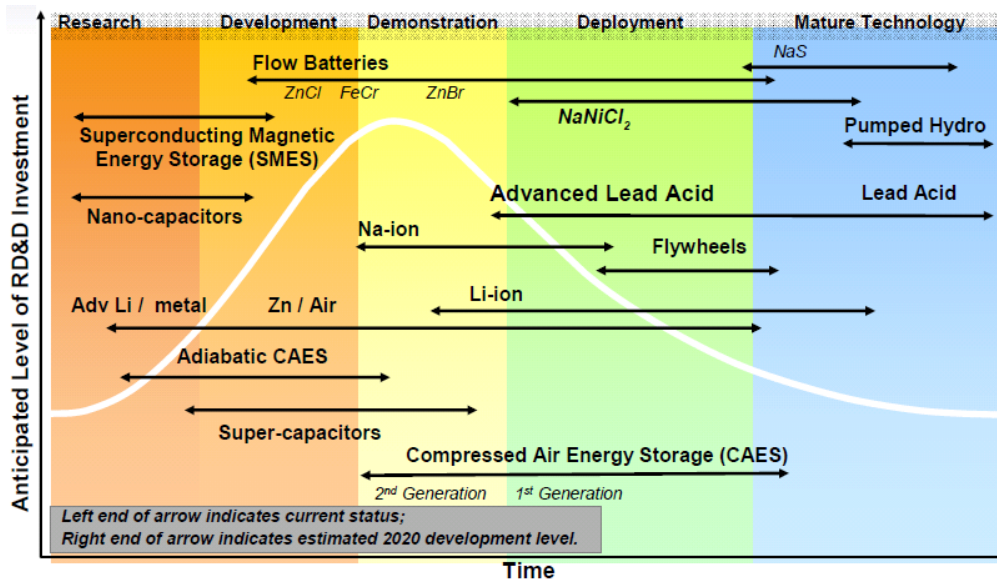 Research Development Demonstration Deployment Mature Technology
NaS
Flow Batteries
ZnCl FeCr ZnBr
NaNiCl₂
Superconducting Magnetic
Energy Storage (SMES)
Pumped Hydro
Advanced Lead Acid Lead Acid
Nano-capacitors
Na-ion
Flywheels
Li-ion
Adv Li / metal Zn / Air
Adiabatic CAES
Super-capacitors
Compressed Air Energy Storage (CAES)
2nd Generation 1st Generation
Left end of arrow indicates current status;
Right end of arrow indicates estimated 2020 development level.
Time
Anticipated Level of RD&D Investment